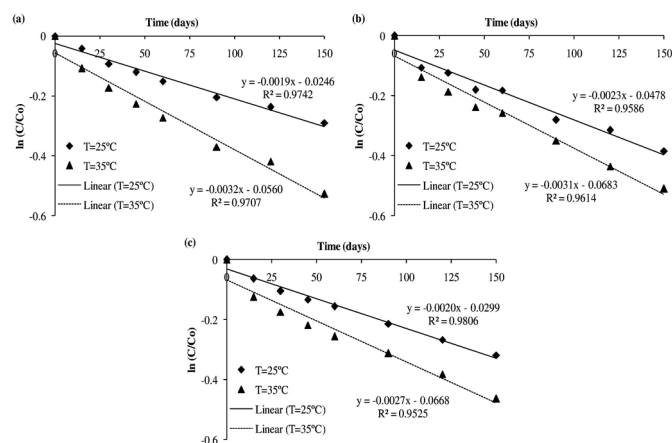 (a)
Time (days)
0
0 25 50 75 100 125 150
-0.2
-0.4
-0.6
ln (C/Co)
y = -0.0019x - 0.0246
R² = 0.9742
T=25ºC
T=35ºC
Linear (T=25ºC)
Linear (T=35ºC)
y = -0.0032x - 0.0560
R² = 0.9707
(b)
Time (days)
0
0 25 50 75 100 125 150
-0.2
-0.4
-0.6
ln (C/Co)
y = -0.0023x - 0.0478
R² = 0.9586
T=25ºC
T=35ºC
Linear (T=25ºC)
Linear (T=35ºC)
y = -0.0031x - 0.0683
R² = 0.9614
(c)
Time (days)
0
0 25 50 75 100 125 150
-0.2
-0.4
-0.6
ln (C/Co)
y = -0.0020x - 0.0299
R² = 0.9806
T=25ºC
T=35ºC
Linear (T=25ºC)
Linear (T=35ºC)
y = -0.0027x - 0.0668
R² = 0.9525